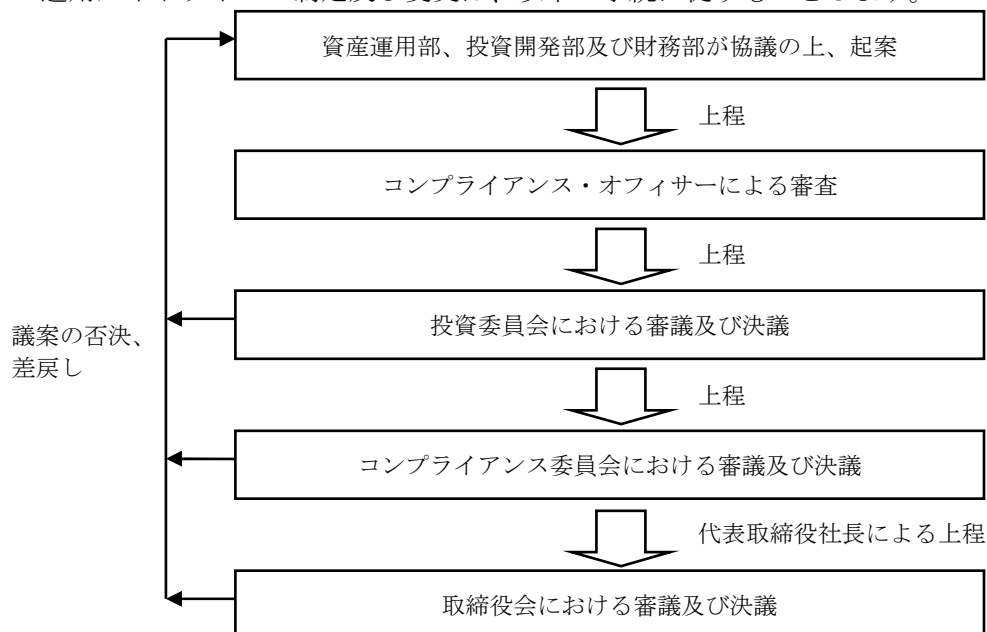 資産運用部、投資開発部及び財務部が協議の上、起案
上程
コンプライアンス・オフィサーによる審査
上程
投資委員会における審議及び決議
議案の否決、
差戻し
上程
コンプライアンス委員会における審議及び決議
代表取締役社長による上程
取締役会における審議及び決議